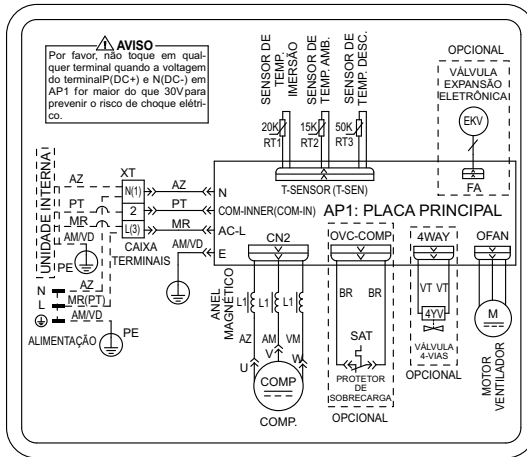 AVISO
Por favor, não toque em qual-
quer terminal quando a voltagem
do terminalP(DC+) e N(DC-) em
AP1 for maior do que 30Vpara
prevenir o risco de choque elétri-
co.
SENSOR DE
TEMP.
IMERSÃO
SENSOR DE
TEMP. AMB.
SENSOR DE
TEMP. DESC.
OPCIONAL
VÁLVULA
EXPANSÃO
ELETRÔNICA
EKV
FA
20K
RT1
15K
RT2
50K
RT3
T-SENSOR (T-SEN)
UNIDADE INTERNA
AZ
PT
MR
AM/VD
PE
XT
N(1)
2
L(3)
CAIXA
TERMINAIS
AZ
PT
MR
AM/VD
N
COM-INNER(COM-IN)
AC-L
E
AP1: PLACA PRINCIPAL
CN2
OVC-COMP
4WAY
OFAN
N
L
AZ
MR(PT)
AM/VD
PE
ALIMENTAÇÃO
ANEL
MAGNÉTICO
L1
L1
L1
AZ
AM
VM
U
V
W
COMP
COMP.
BR
BR
SAT
PROTETOR
DE
SOBRECARGA
OPCIONAL
VT
VT
4YV
VÁLVULA
4-VIAS
OPCIONAL
M
MOTOR
VENTILADOR